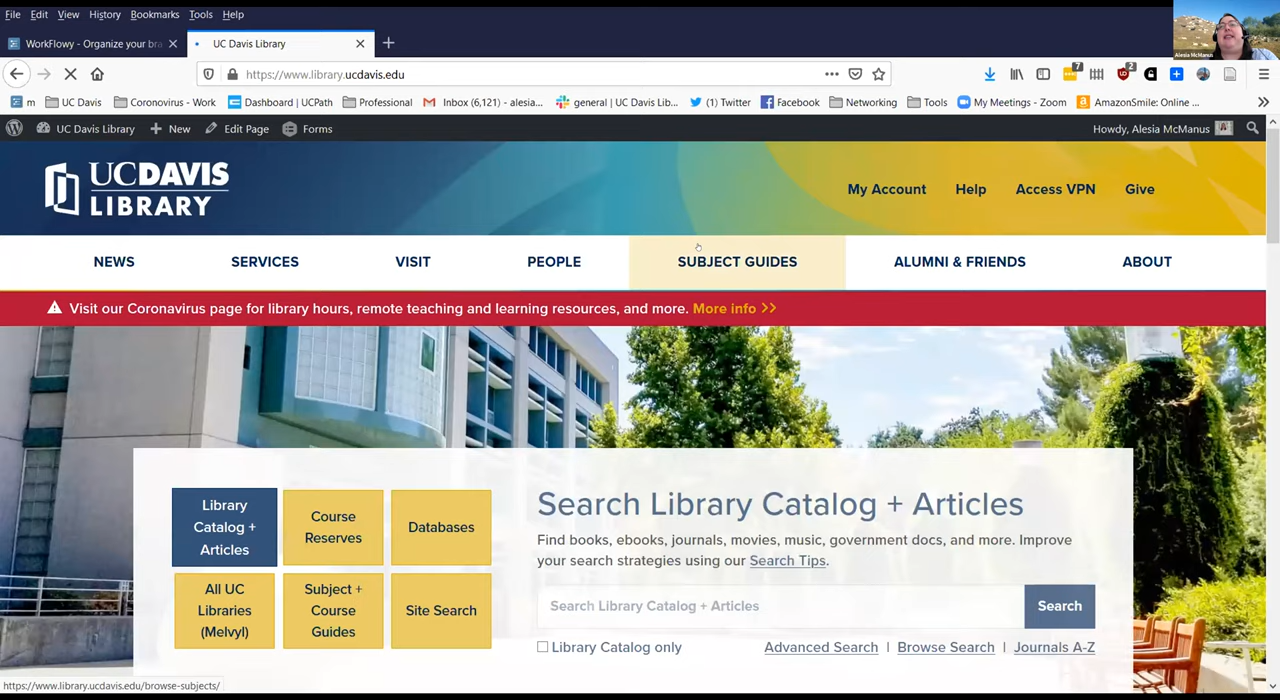 File Edit View History Bookmarks Tools Help
Alesia McManus
WorkFlowy - Organize your bra
UC Davis Library
https://www.library.ucdavis.edu
7
2
m UC Davis Coronavirus - Work Dashboard | UCPath Professional Inbox (6,121) - alesia... general | UC Davis Lib... (1) Twitter Facebook Networking Tools My Meetings - Zoom AmazonSmile: Online ...
UC Davis Library New Edit Page Forms Howdy, Alesia McManus
UCDAVIS
LIBRARY
My Account Help Access VPN Give
NEWS SERVICES VISIT PEOPLE SUBJECT GUIDES ALUMNI & FRIENDS ABOUT
Visit our Coronavirus page for library hours, remote teaching and learning resources, and more. More info >>
Library
Catalog +
Articles
Course
Reserves
Databases
All UC
Libraries
(Melvyl)
Subject +
Course
Guides
Site Search
Search Library Catalog + Articles
Find books, ebooks, journals, movies, music, government docs, and more. Improve
your search strategies using our Search Tips.
Search Library Catalog + Articles Search
Library Catalog only Advanced Search | Browse Search | Journals A-Z
https://www.library.ucdavis.edu/browse-subjects/